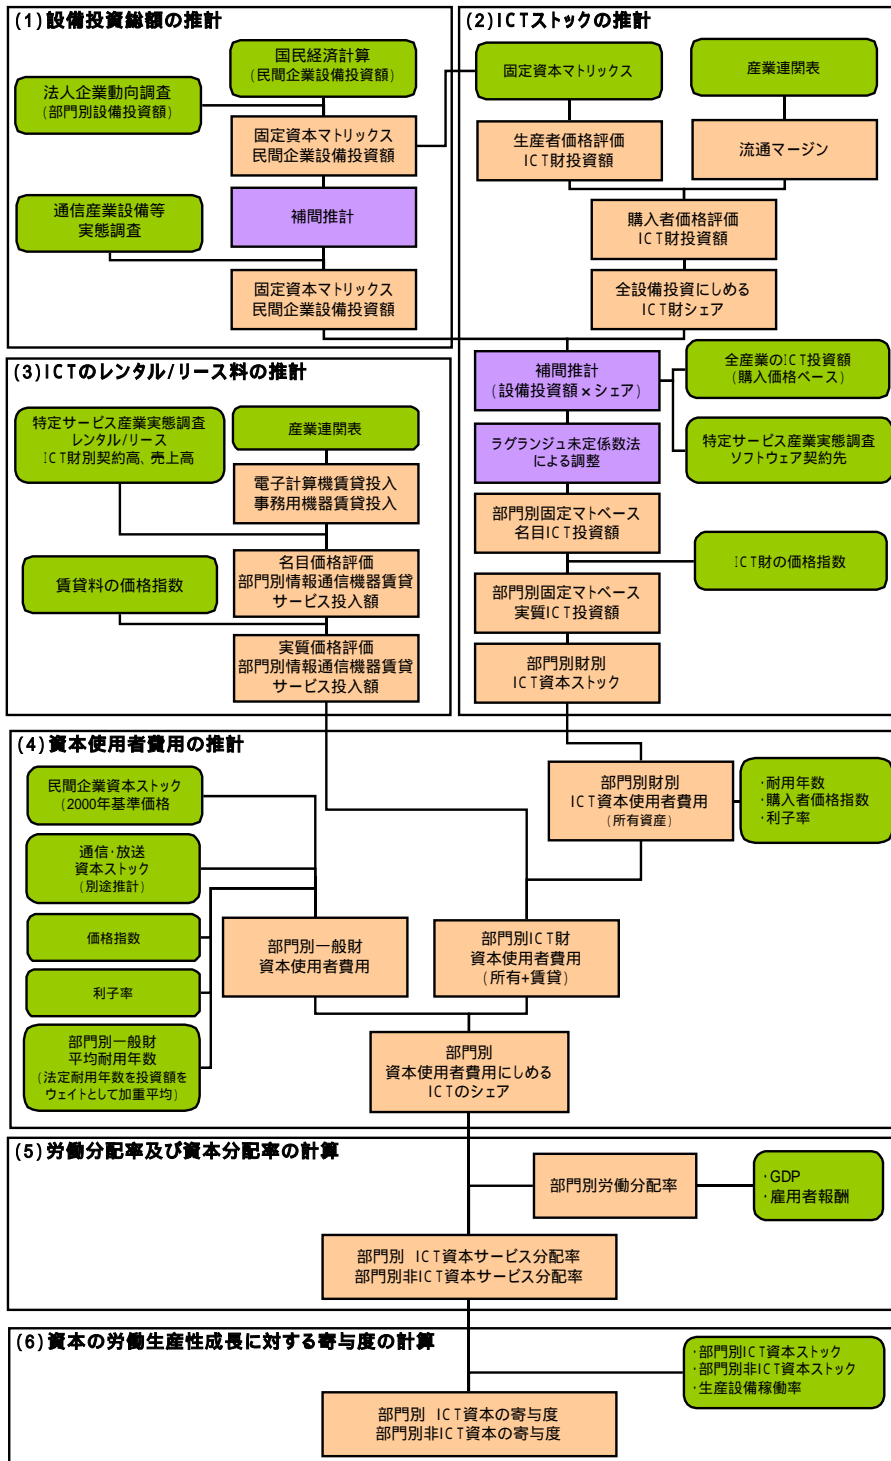 (1)設備投資総額の推計
国民経済計算
(民間企業設備投資額)
法人企業動向調査
(部門別設備投資額)
固定資本マトリックス
民間企業設備投資額
通信産業設備等
実態調査
補間推計
固定資本マトリックス
民間企業設備投資額
(2)ICTストックの推計
固定資本マトリックス
産業連関表
生産者価格評価
ICT財投資額
流通マージン
購入者価格評価
ICT財投資額
全設備投資にしめる
ICT財シェア
補間推計
(設備投資額×シェア)
全産業のICT投資額
(購入価格ベース)
ラグランジュ未定係数法
による調整
特定サービス産業実態調査
ソフトウェア契約先
部門別固定マトベース
名目ICT投資額
ICT財の価格指数
部門別固定マトベース
実質ICT投資額
部門別財別
ICT資本ストック
(3)ICTのレンタル/リース料の推計
特定サービス産業実態調査
レンタル/リース
ICT財別契約高、売上高
産業連関表
電子計算機賃貸投入
事務用機器賃貸投入
名目価格評価
部門別情報通信機器賃貸
サービス投入額
賃貸料の価格指数
実質価格評価
部門別情報通信機器賃貸
サービス投入額
(4)資本使用者費用の推計
民間企業資本ストック
(2000年基準価格)
部門別財別
ICT資本使用者費用
(所有資産)
・耐用年数
・購入者価格指数
・利子率
通信・放送
資本ストック
(別途推計)
価格指数
部門別一般財
資本使用者費用
部門別ICT財
資本使用者費用
(所有+賃貸)
利子率
部門別一般財
平均耐用年数
(法定耐用年数を投資額を
ウェイトとして加重平均)
部門別
資本使用者費用にしめる
ICTのシェア
(5)労働分配率及び資本分配率の計算
部門別労働分配率
・GDP
・雇用者報酬
部門別 ICT資本サービス分配率
部門別非ICT資本サービス分配率
(6)資本の労働生産性成長に対する寄与度の計算
・部門別ICT資本ストック
・部門別非ICT資本ストック
・生産設備稼働率
部門別 ICT資本の寄与度
部門別非ICT資本の寄与度